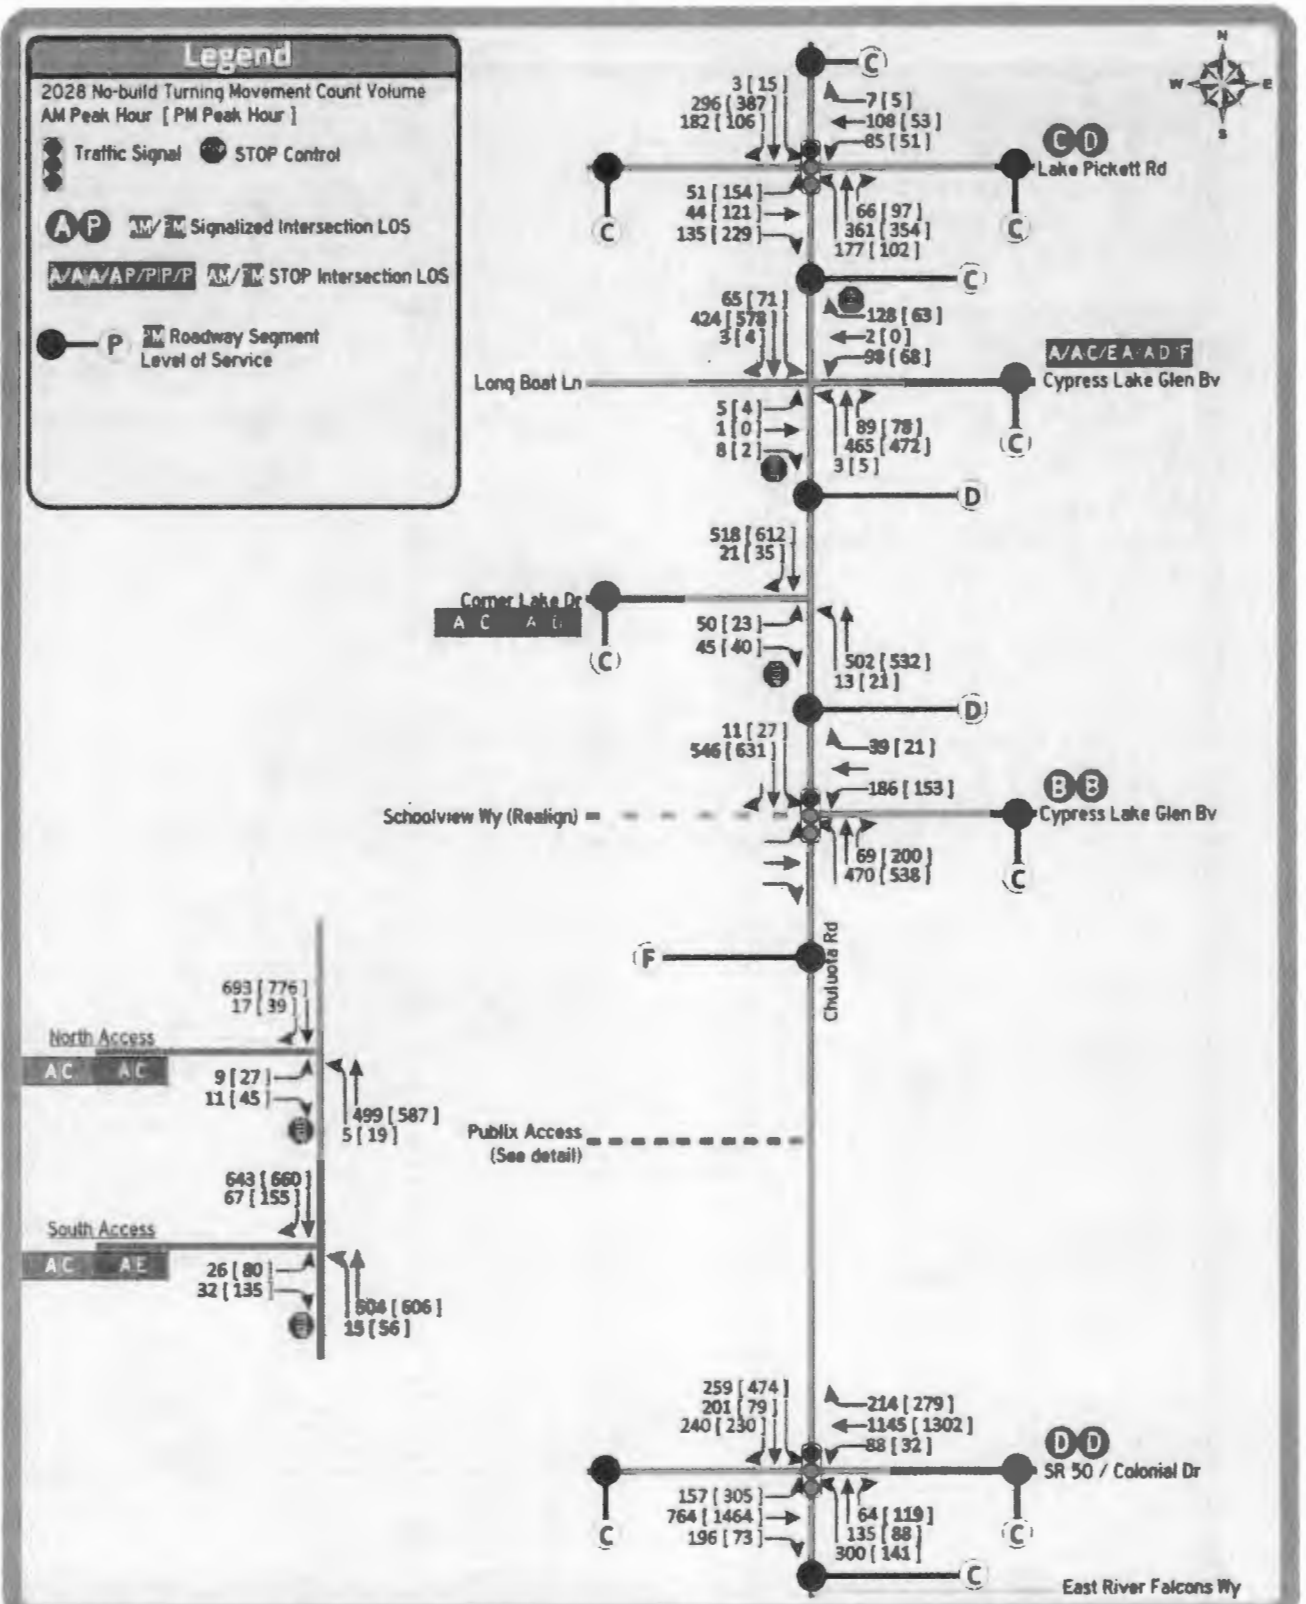 Legend
2028 No-build Turning Movement Count Volume
AM Peak Hour [ PM Peak Hour ]
Traffic Signal
STOP Control
A P AM/PM Signalized Intersection LOS
A/A A/A P/P P/P AM/PM STOP Intersection LOS
P PM Roadway Segment
Level of Service
N
W E
S
C
3 [ 15 ]
296 [ 387 ]
182 [ 106 ]
7 [ 5 ]
108 [ 53 ]
85 [ 51 ]
C D
Lake Pickett Rd
51 [ 154 ]
44 [ 121 ]
135 [ 229 ]
66 [ 97 ]
361 [ 354 ]
177 [ 102 ]
C
C
C
65 [ 71 ]
424 [ 578 ]
3 [ 4 ]
128 [ 63 ]
2 [ 0 ]
98 [ 68 ]
A/A C/E A/A D/F
Long Boat Ln
Cypress Lake Glen Bv
5 [ 4 ]
1 [ 0 ]
8 [ 2 ]
89 [ 78 ]
465 [ 472 ]
3 [ 5 ]
C
D
518 [ 612 ]
21 [ 35 ]
Corner Lake Dr
A C A D
50 [ 23 ]
45 [ 40 ]
C
502 [ 532 ]
13 [ 21 ]
D
11 [ 27 ]
546 [ 631 ]
39 [ 21 ]
186 [ 153 ]
B B
Schoolview Wy (Realign)
Cypress Lake Glen Bv
69 [ 200 ]
470 [ 538 ]
C
F
Chuluota Rd
693 [ 776 ]
17 [ 39 ]
North Access
A C A C
9 [ 27 ]
11 [ 45 ]
499 [ 587 ]
5 [ 19 ]
Publix Access
(See detail)
643 [ 660 ]
67 [ 155 ]
South Access
A C A E
26 [ 80 ]
32 [ 135 ]
[ 606 ]
15 [ 56 ]
259 [ 474 ]
201 [ 79 ]
240 [ 230 ]
214 [ 279 ]
1145 [ 1302 ]
88 [ 32 ]
D D
SR 50 / Colonial Dr
157 [ 305 ]
764 [ 1464 ]
196 [ 73 ]
64 [ 119 ]
135 [ 88 ]
300 [ 141 ]
C
C
C
East River Falcons Wy